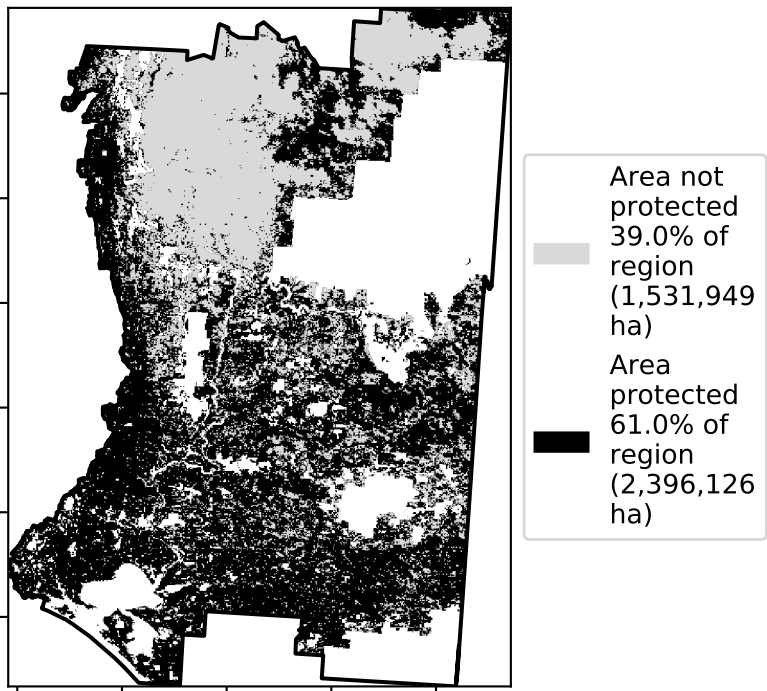 Area not
protected
39.0% of
region
(1,531,949
ha)
Area
protected
61.0% of
region
(2,396,126
ha)